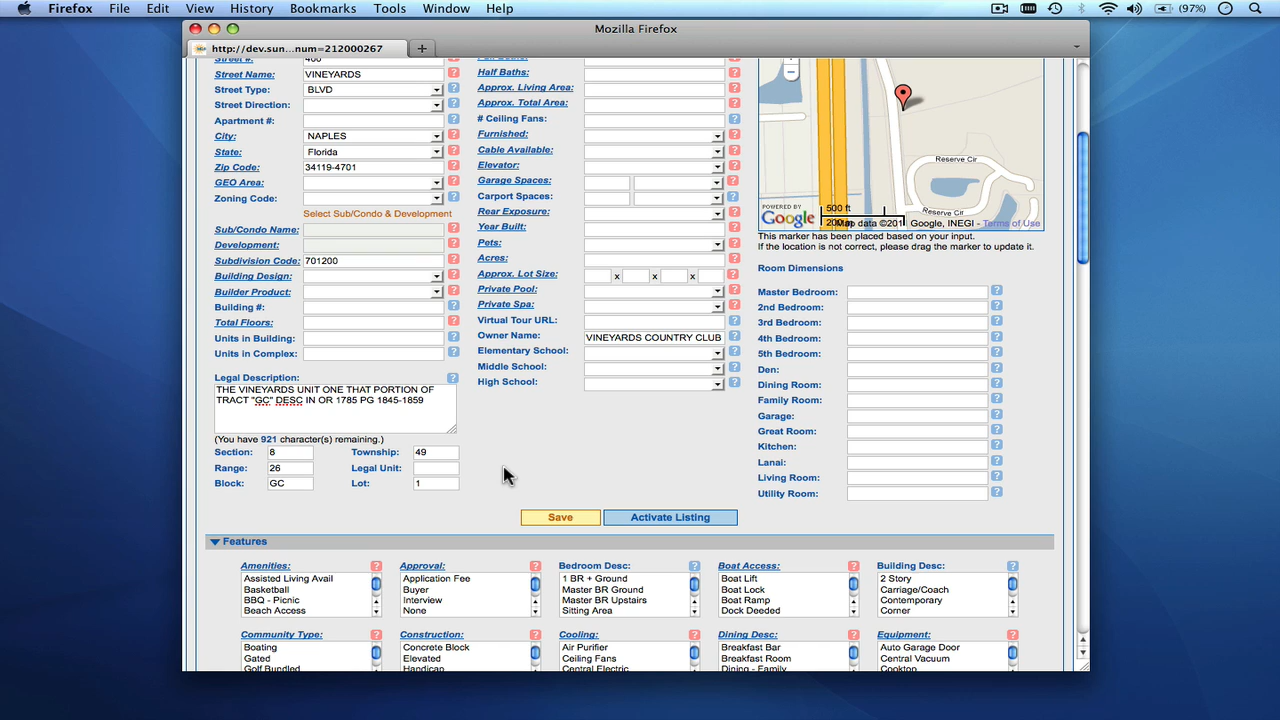 Firefox File Edit View History Bookmarks Tools Window Help (97%)
Mozilla Firefox
http://dev.sun...num=212000267
Street #: 400
Street Name: VINEYARDS
Street Type: BLVD
Street Direction:
Apartment #:
City: NAPLES
State: Florida
Zip Code: 34119-4701
GEO Area:
Zoning Code:
Select Sub/Condo & Development
Sub/Condo Name:
Development:
Subdivision Code: 701200
Building Design:
Builder Product:
Building #:
Total Floors:
Units in Building:
Units in Complex:
Legal Description:
THE VINEYARDS UNIT ONE THAT PORTION OF
TRACT "GC" DESC IN OR 1785 PG 1845-1859
(You have 921 character(s) remaining.)
Section: 8 Township: 49
Range: 26 Legal Unit:
Block: GC Lot: 1
Half Baths:
Approx. Living Area:
Approx. Total Area:
# Ceiling Fans:
Furnished:
Cable Available:
Elevator:
Garage Spaces:
Carport Spaces:
Rear Exposure:
Year Built:
Pets:
Acres:
Approx. Lot Size: x x x
Private Pool:
Private Spa:
Virtual Tour URL:
Owner Name: VINEYARDS COUNTRY CLUB
Elementary School:
Middle School:
High School:
Reserve Cir
Reserve Cir
500 ft
POWERED BY
Google
Google, INEGI - Terms of Use
This marker has been placed based on your input.
If the location is not correct, please drag the marker to update it.
Room Dimensions
Master Bedroom:
2nd Bedroom:
3rd Bedroom:
4th Bedroom:
5th Bedroom:
Den:
Dining Room:
Family Room:
Garage:
Great Room:
Kitchen:
Lanai:
Living Room:
Utility Room:
Save Activate Listing
Features
Amenities:
Assisted Living Avail
Basketball
BBQ - Picnic
Beach Access
Approval:
Application Fee
Buyer
Interview
None
Bedroom Desc:
1 BR + Ground
Master BR Ground
Master BR Upstairs
Sitting Area
Boat Access:
Boat Lift
Boat Lock
Boat Ramp
Dock Deeded
Building Desc:
2 Story
Carriage/Coach
Contemporary
Corner
Community Type:
Boating
Gated
Golf Bundled
Construction:
Concrete Block
Elevated
Handicap
Cooling:
Air Purifier
Ceiling Fans
Central Electric
Dining Desc:
Breakfast Bar
Breakfast Room
Dining - Family
Equipment:
Auto Garage Door
Central Vacuum
Cooktop